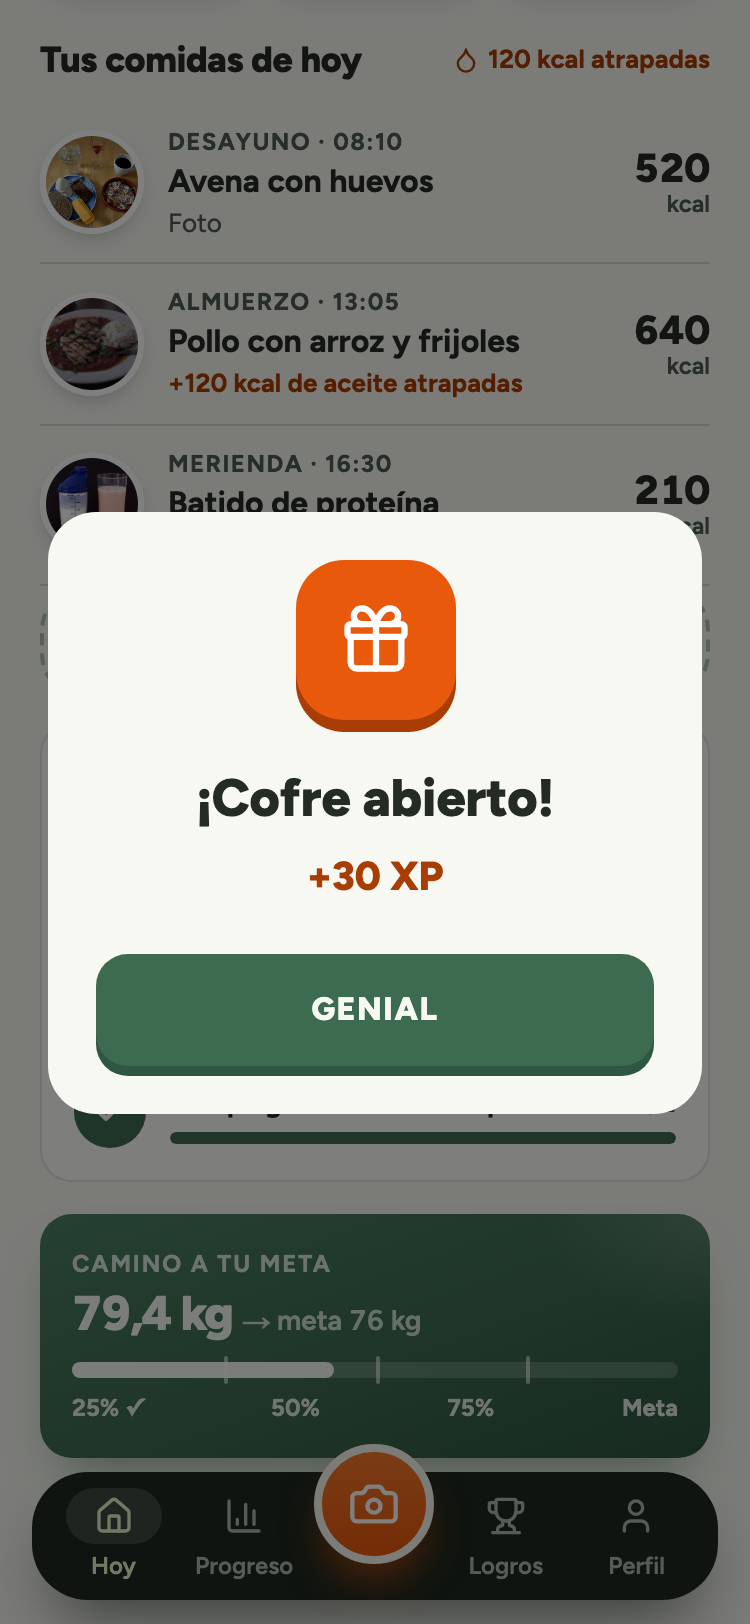 Tus comidas de hoy
120 kcal atrapadas
DESAYUNO · 08:10
Avena con huevos
Foto
520
kcal
ALMUERZO · 13:05
Pollo con arroz y frijoles
+120 kcal de aceite atrapadas
640
kcal
MERIENDA · 16:30
Batido de proteína
210
¡Cofre abierto!
+30 XP
GENIAL
CAMINO A TU META
79,4 kg → meta 76 kg
25% ✓ 50% 75% Meta
Hoy Progreso Logros Perfil